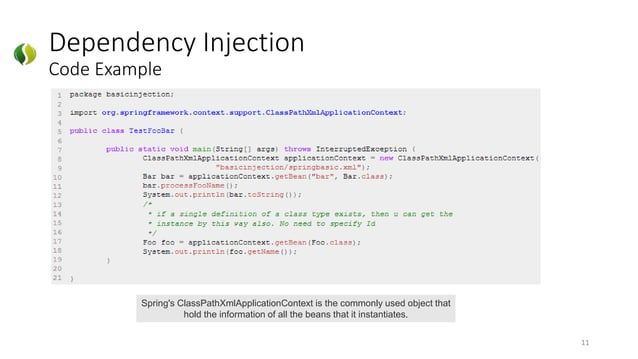 Dependency Injection
Code Example
1 package basicinjection;
2
3 import org.springframework.context.support.ClassPathXmlApplicationContext;
4
5 public class TestFooBar {
6
7 public static void main(String[] args) throws InterruptedException {
8 ClassPathXmlApplicationContext applicationContext = new ClassPathXmlApplicationContext(
9 "basicinjection/springbasic.xml");
10 Bar bar = applicationContext.getBean("bar", Bar.class);
11 bar.processFooName();
12 System.out.println(bar.toString());
13 /*
14 * if a single definition of a class type exists, then u can get the
15 * instance by this way also. No need to specify Id
16 */
17 Foo foo = applicationContext.getBean(Foo.class);
18 System.out.println(foo.getName());
19 }
20
21 }
Spring's ClassPathXmlApplicationContext is the commonly used object that
hold the information of all the beans that it instantiates.
11